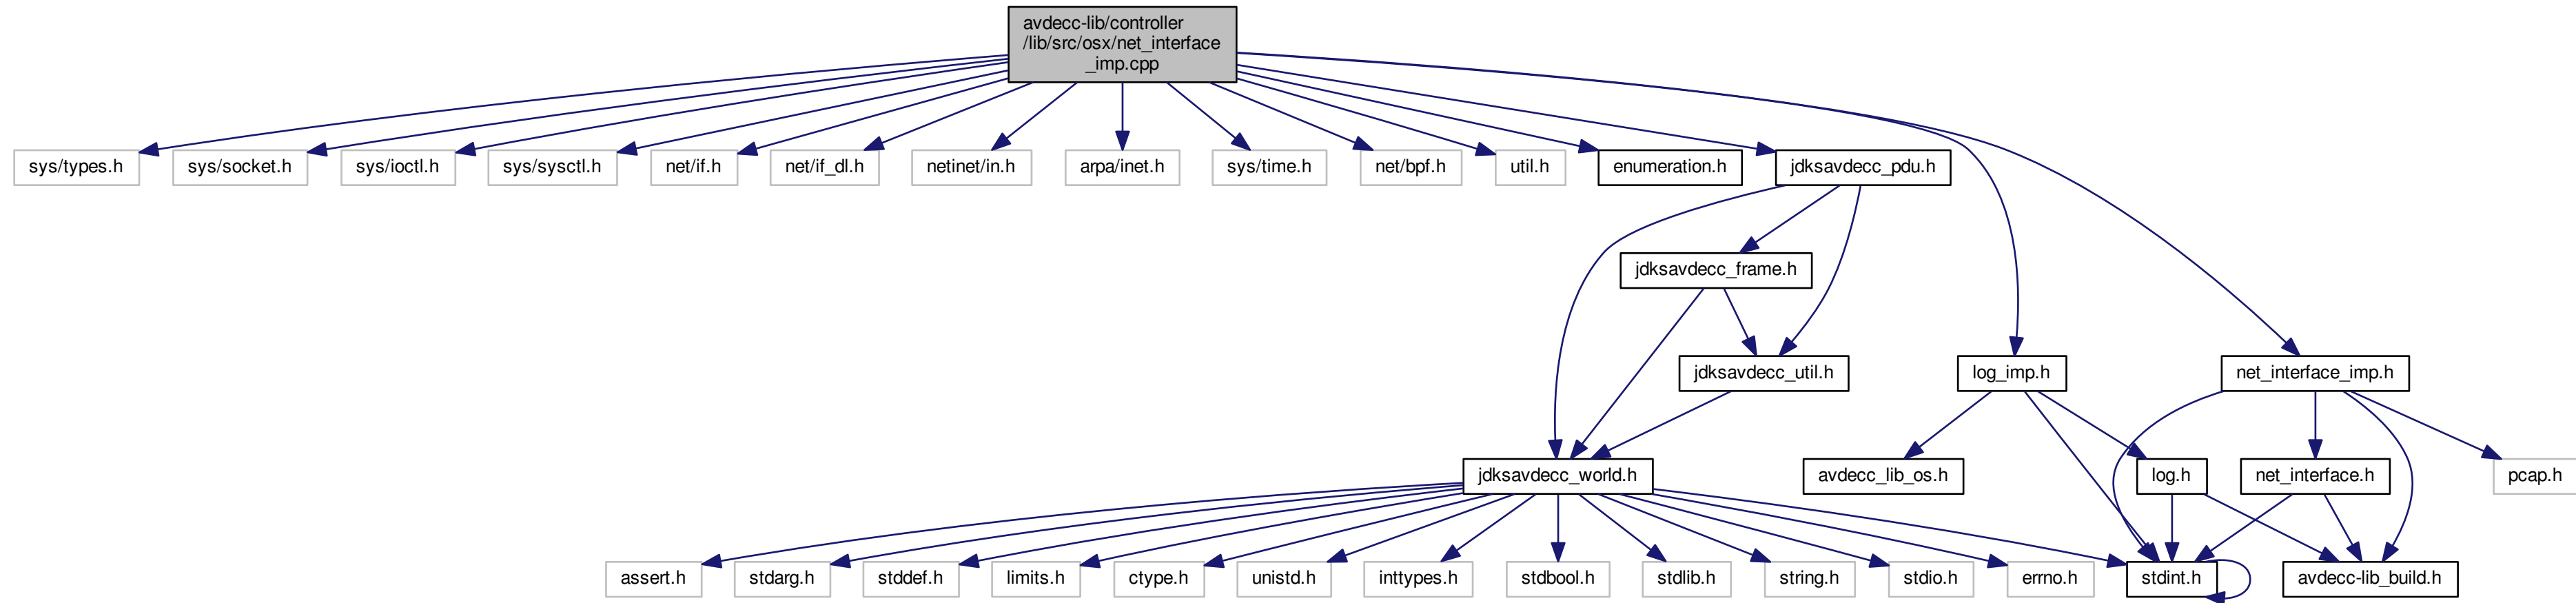 avdecc-lib/controller
/lib/src/osx/net_interface
_imp.cpp
sys/types.h
sys/socket.h
sys/ioctl.h
sys/sysctl.h
net/if.h
net/if_dl.h
netinet/in.h
arpa/inet.h
sys/time.h
net/bpf.h
util.h
enumeration.h
jdksavdecc_pdu.h
jdksavdecc_frame.h
jdksavdecc_util.h
log_imp.h
net_interface_imp.h
jdksavdecc_world.h
avdecc_lib_os.h
log.h
net_interface.h
pcap.h
assert.h
stdarg.h
stddef.h
limits.h
ctype.h
unistd.h
inttypes.h
stdbool.h
stdlib.h
string.h
stdio.h
errno.h
stdint.h
avdecc-lib_build.h